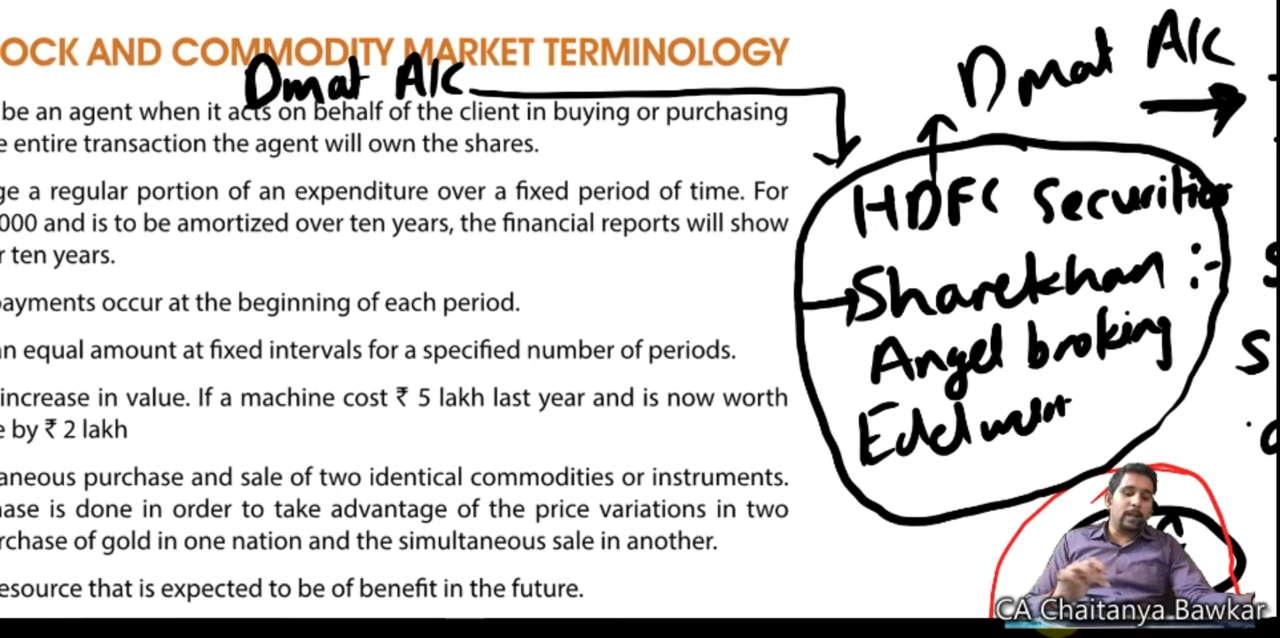 OCK AND COMMODITY MARKET TERMINOLOGY
Dmat A/C
be an agent when it acts on behalf of the client in buying or purchasing
e entire transaction the agent will own the shares.
ge a regular portion of an expenditure over a fixed period of time. For
000 and is to be amortized over ten years, the financial reports will show
r ten years.
payments occur at the beginning of each period.
an equal amount at fixed intervals for a specified number of periods.
increase in value. If a machine cost ₹ 5 lakh last year and is now worth
e by ₹ 2 lakh
aneous purchase and sale of two identical commodities or instruments.
hase is done in order to take advantage of the price variations in two
rchase of gold in one nation and the simultaneous sale in another.
esource that is expected to be of benefit in the future.
Dmat A/C
HDFC Securities
Sharekhan :-
Angel broking
S
CA Chaitanya Bawkar